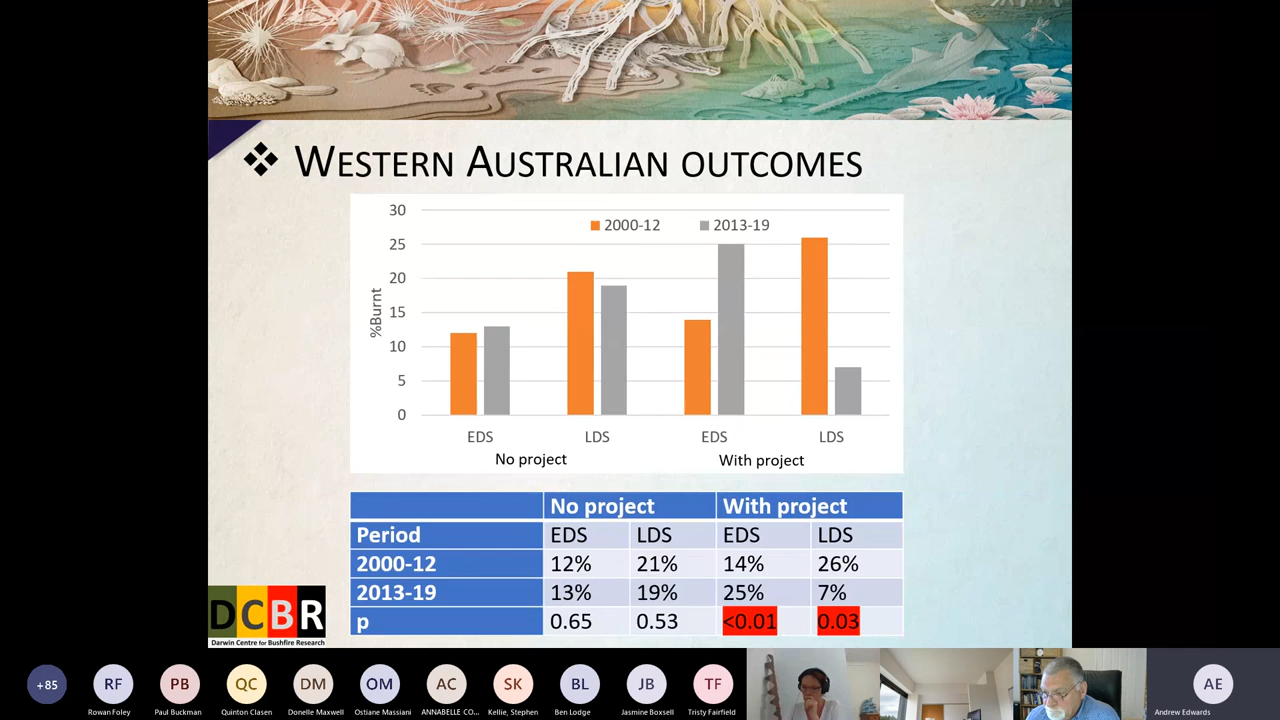 WESTERN AUSTRALIAN OUTCOMES
30
2000-12 2013-19
25
20
15
10
5
0
%Burnt
EDS LDS EDS LDS
No project With project
No project With project
Period EDS LDS EDS LDS
2000-12 12% 21% 14% 26%
2013-19 13% 19% 25% 7%
p 0.65 0.53 <0.01 0.03
DCBR
Darwin Centre for Bushfire Research
+85 RF PB QC DM OM AC SK BL JB TF AE
Rowan Foley Paul Buckman Quinton Clasen Donelle Maxwell Ostiane Massiani ANNABELLE CO... Kellie, Stephen Ben Lodge Jasmine Boxsell Tristy Fairfield Andrew Edwards